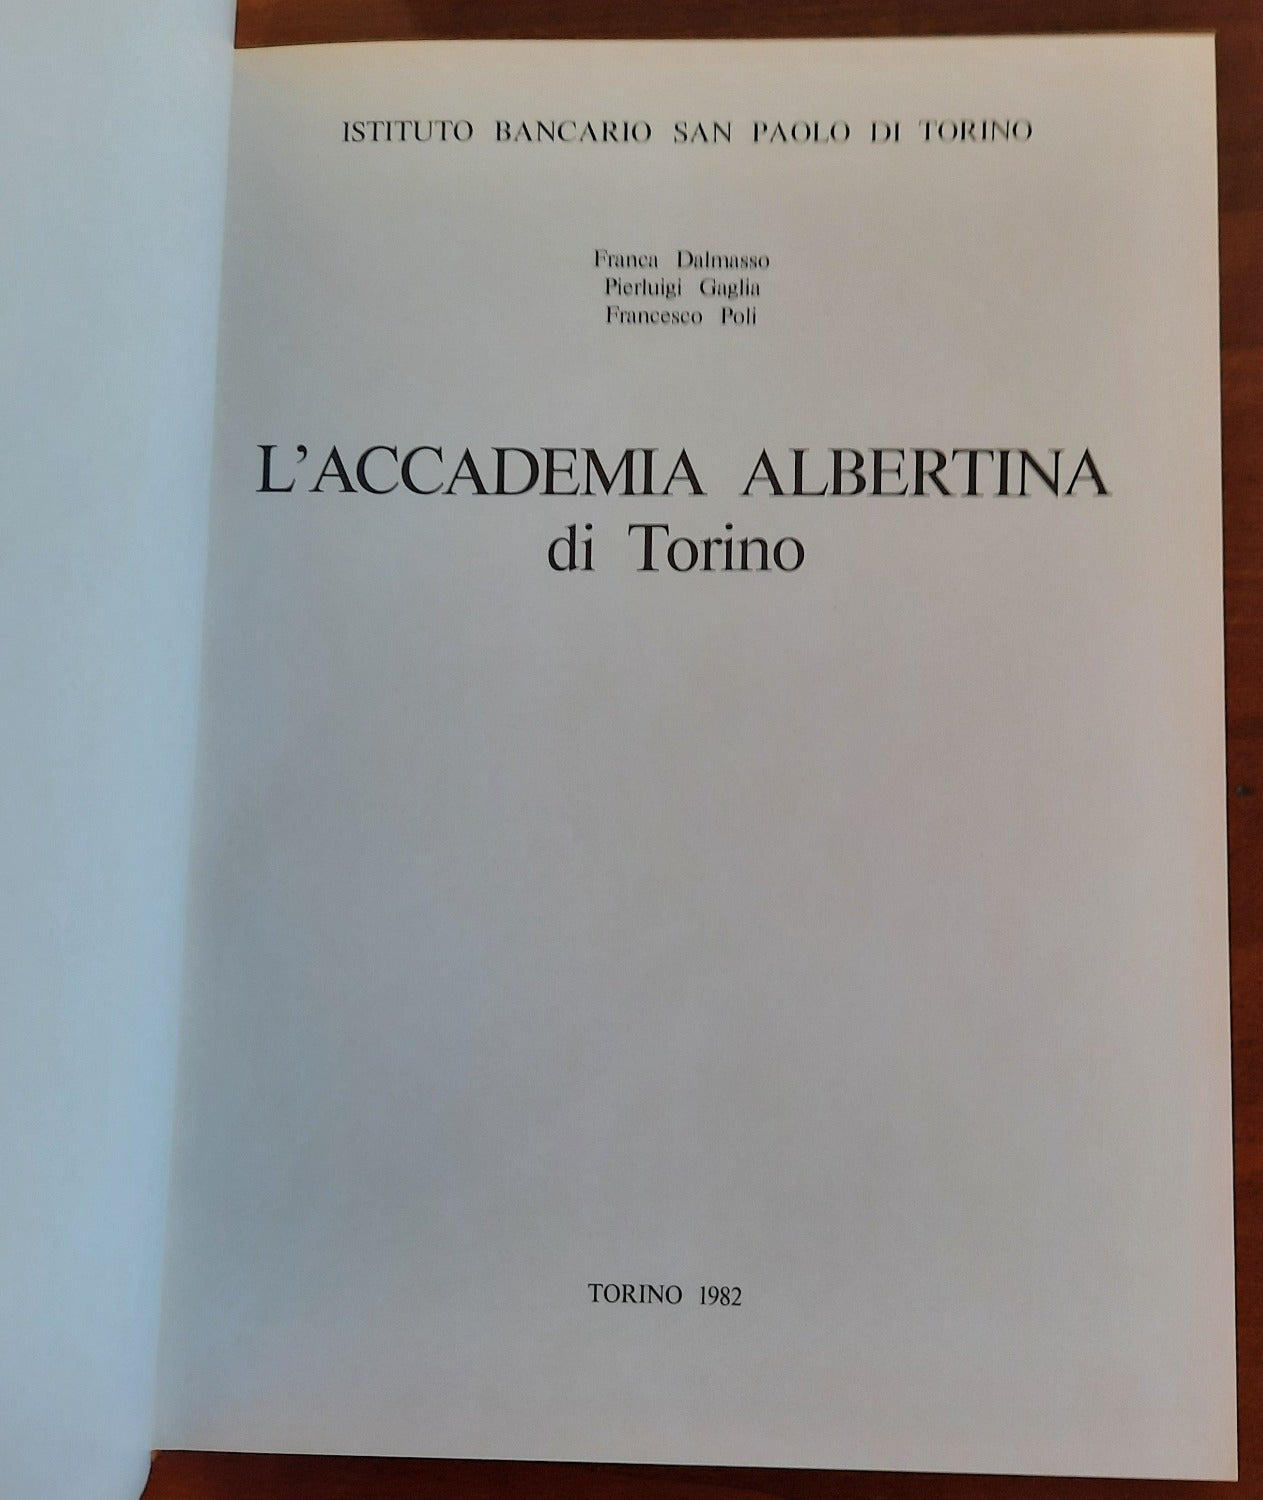 ISTITUTO BANCARIO SAN PAOLO DI TORINO
Franca Dalmasso
Pierluigi Gaglia
Francesco Poli
L'ACCADEMIA ALBERTINA
di Torino
TORINO 1982